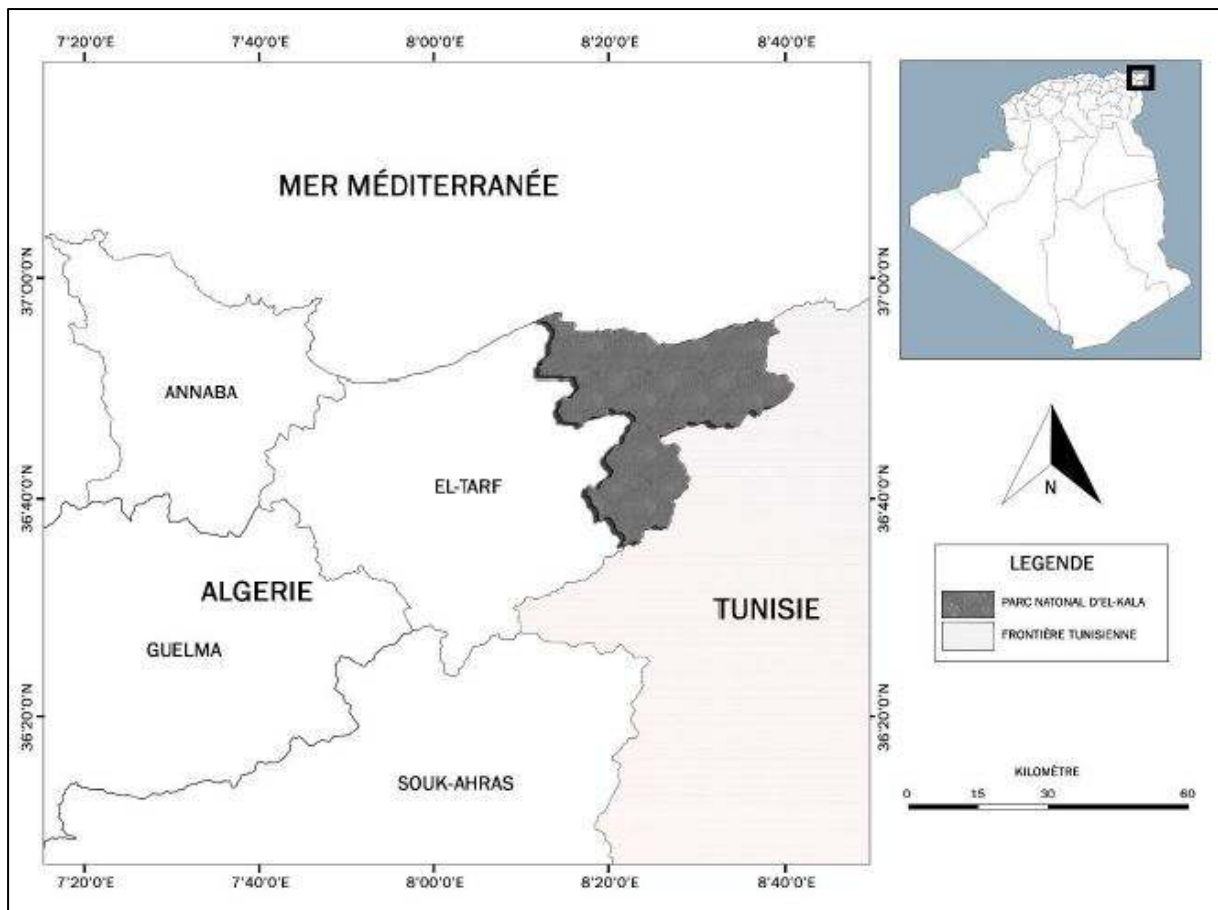 7°20'0"E 7°40'0"E 8°00'0"E 8°20'0"E 8°40'0"E
MER MÉDITERRANÉE
37°00'0"N
37°00'0"N
ANNABA
EL-TARF
36°40'0"N
36°40'0"N
ALGERIE
TUNISIE
GUELMA
36°20'0"N
36°20'0"N
SOUK-AHRAS
7°20'0"E 7°40'0"E 8°00'0"E 8°20'0"E 8°40'0"E
N
LEGENDE
PARC NATONAL D'EL-KALA
FRONTIÈRE TUNISIENNE
KILOMÈTRE
0 15 30 60